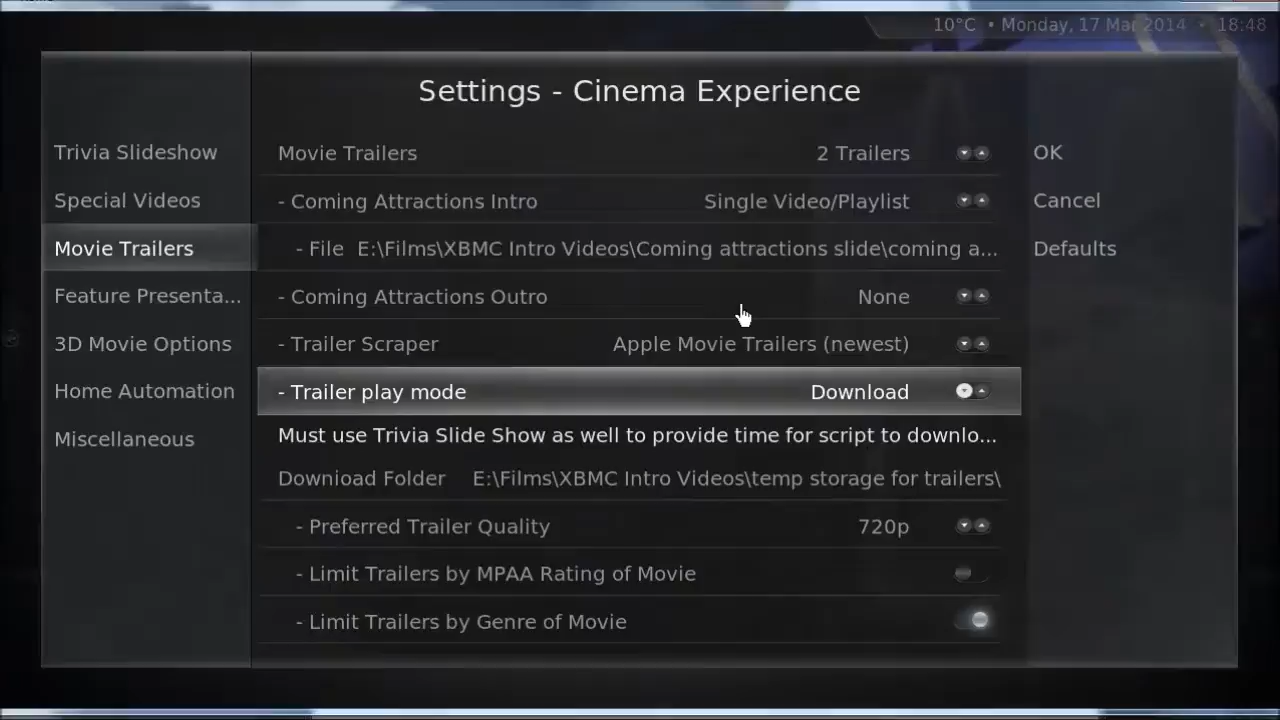 10°C • Monday, 17 Mar 2014 • 18:48
Settings - Cinema Experience
Trivia Slideshow
Special Videos
Movie Trailers
Feature Presenta...
3D Movie Options
Home Automation
Miscellaneous
Movie Trailers 2 Trailers
- Coming Attractions Intro Single Video/Playlist
- File E:\Films\XBMC Intro Videos\Coming attractions slide\coming a...
- Coming Attractions Outro None
- Trailer Scraper Apple Movie Trailers (newest)
- Trailer play mode Download
Must use Trivia Slide Show as well to provide time for script to downlo...
Download Folder E:\Films\XBMC Intro Videos\temp storage for trailers\
- Preferred Trailer Quality 720p
- Limit Trailers by MPAA Rating of Movie
- Limit Trailers by Genre of Movie
OK
Cancel
Defaults